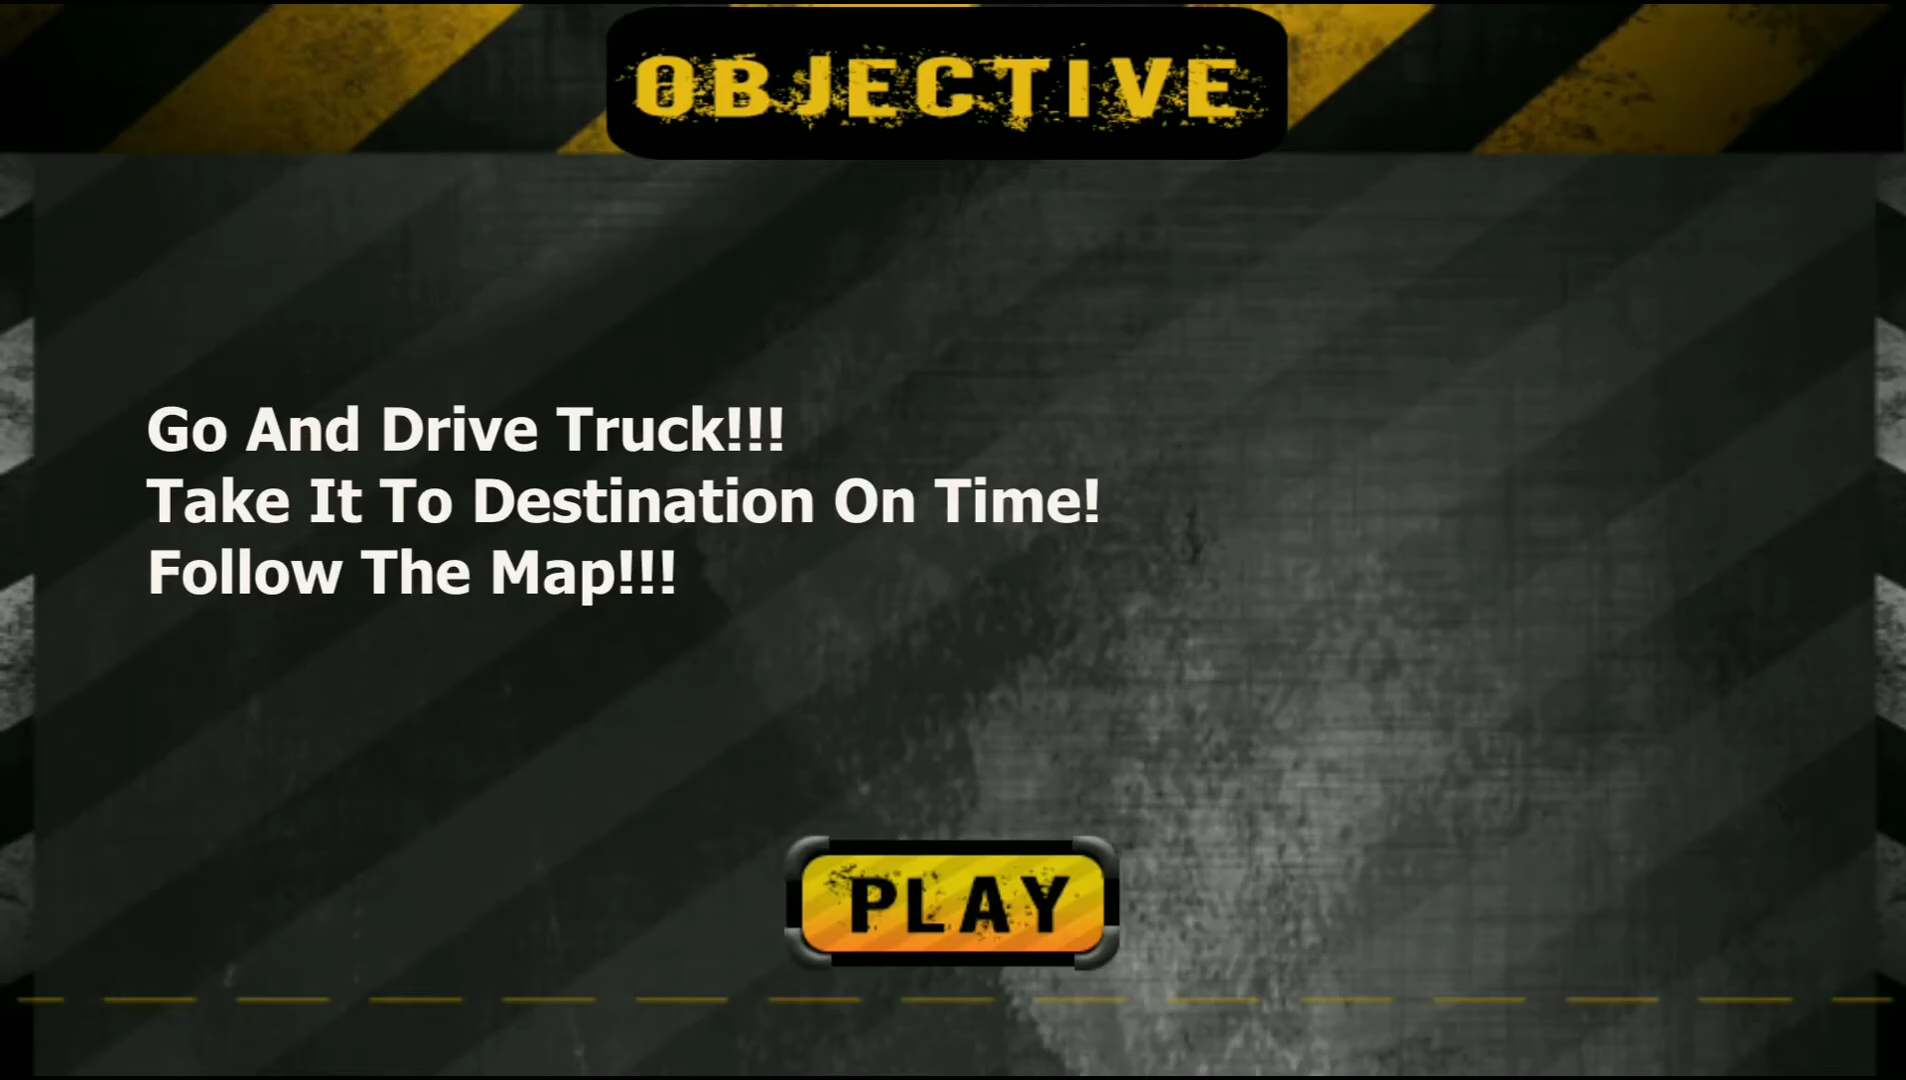 OBJECTIVE
Go And Drive Truck!!!
Take It To Destination On Time!
Follow The Map!!!
PLAY